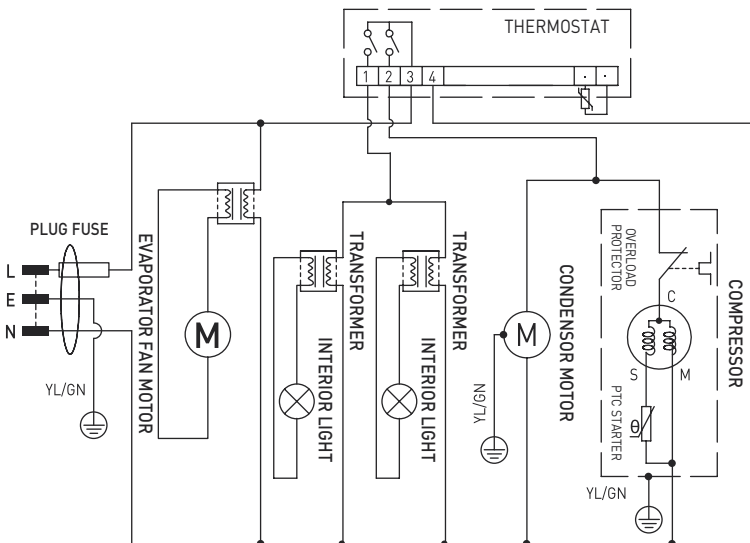 THERMOSTAT
1 2 3 4 · ·
PLUG FUSE
L
E
N
YL/GN
EVAPORATOR FAN MOTOR
M
TRANSFORMER
INTERIOR LIGHT
TRANSFORMER
INTERIOR LIGHT
M
YL/GN
CONDENSOR MOTOR
OVERLOAD
PROTECTOR
C
S M
θ
PTC STARTER
COMPRESSOR
YL/GN